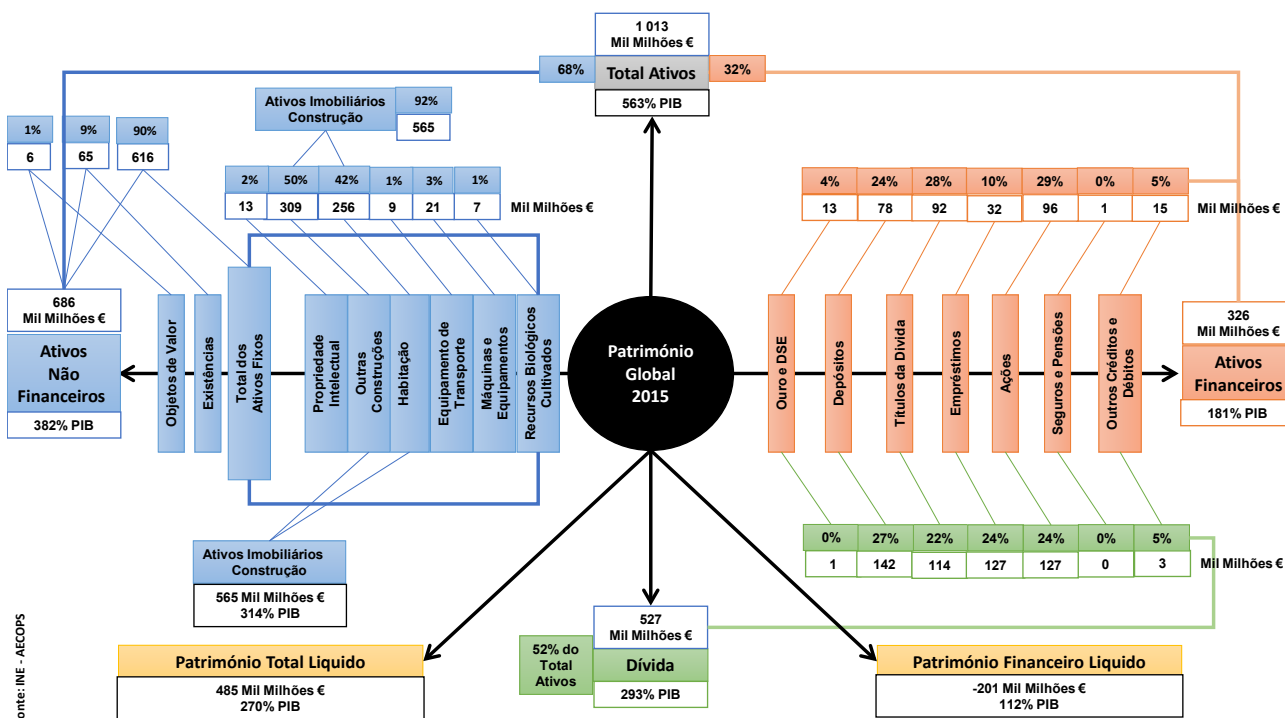 1 013
Mil Milhões €
68%
Total Ativos
32%
563% PIB
Ativos Imobiliários
Construção
92%
565
1%
9%
90%
6
65
616
2%
50%
42%
1%
3%
1%
13
309
256
9
21
7
Mil Milhões €
4%
24%
28%
10%
29%
0%
5%
13
78
92
32
96
1
15
Mil Milhões €
686
Mil Milhões €
Ativos
Não
Financeiros
382% PIB
Objetos de Valor
Existências
Total dos
Ativos Fixos
Propriedade
Intelectual
Outras
Construções
Habitação
Equipamento de
Transporte
Máquinas e
Equipamentos
Recursos Biológicos
Cultivados
Património
Global
2015
Ouro e DSE
Depósitos
Títulos da Divida
Empréstimos
Ações
Seguros e Pensões
Outros Créditos e
Débitos
326
Mil Milhões €
Ativos
Financeiros
181% PIB
0%
27%
22%
24%
24%
0%
5%
1
142
114
127
127
0
3
Mil Milhões €
Ativos Imobiliários
Construção
565 Mil Milhões €
314% PIB
527
Mil Milhões €
52% do
Total
Ativos
Dívida
293% PIB
Património Total Liquido
485 Mil Milhões €
270% PIB
Património Financeiro Liquido
-201 Mil Milhões €
112% PIB
onte: INE - AECOPS